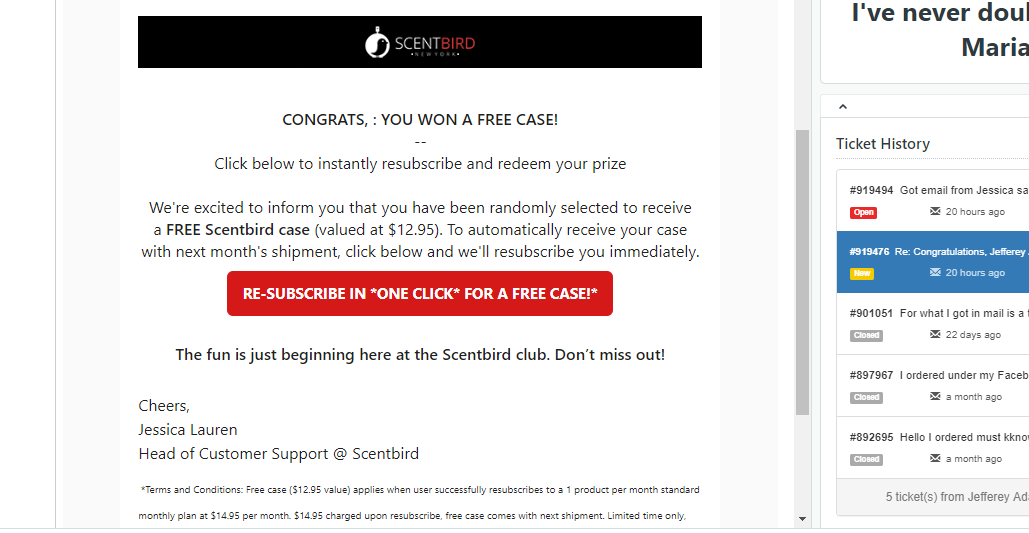 SCENTBIRD
•NEW YORK•
CONGRATS, : YOU WON A FREE CASE!
--
Click below to instantly resubscribe and redeem your prize
We're excited to inform you that you have been randomly selected to receive
a FREE Scentbird case (valued at $12.95). To automatically receive your case
with next month's shipment, click below and we'll resubscribe you immediately.
RE-SUBSCRIBE IN *ONE CLICK* FOR A FREE CASE!*
The fun is just beginning here at the Scentbird club. Don't miss out!
Cheers,
Jessica Lauren
Head of Customer Support @ Scentbird
*Terms and Conditions: Free case ($12.95 value) applies when user successfully resubscribes to a 1 product per month standard
monthly plan at $14.95 per month. $14.95 charged upon resubscribe, free case comes with next shipment. Limited time only.
I've never doul
Maria
Ticket History
#919494 Got email from Jessica sa
Open 20 hours ago
#919476 Re: Congratulations, Jefferey
New 20 hours ago
#901051 For what I got in mail is a f
Closed 22 days ago
#897967 I ordered under my Faceb
Closed a month ago
#892695 Hello I ordered must kkno
Closed a month ago
5 ticket(s) from Jefferey Ad